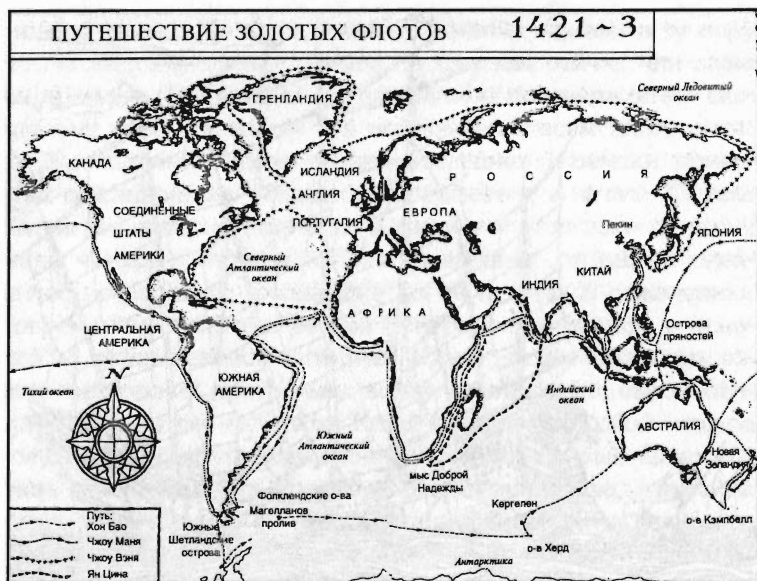 ПУТЕШЕСТВИЕ ЗОЛОТЫХ ФЛОТОВ 1421-3
Северный Ледовитый
океан
ГРЕНЛАНДИЯ
КАНАДА
ИСЛАНДИЯ
РОССИЯ
АНГЛИЯ
СОЕДИНЕННЫЕ
ШТАТЫ
АМЕРИКИ
ЕВРОПА
ПОРТУГАЛИЯ
Пекин
ЯПОНИЯ
Северный
Атлантический
океан
КИТАЙ
ИНДИЯ
АФРИКА
ЦЕНТРАЛЬНАЯ
АМЕРИКА
Острова
пряностей
N
Тихий океан
ЮЖНАЯ
АМЕРИКА
Индийский
океан
АВСТРАЛИЯ
Южный
Атлантический
океан
Новая
Зеландия
мыс Доброй
Надежды
Фолклендские о-ва
Магелланов
пролив
Кергелен
о-в Кэмпбелл
Южные
Шетландские
острова
о-в Херд
Антарктика
Путь:
Хон Бао
Чжоу Маня
Чжоу Вэня
Ян Цина